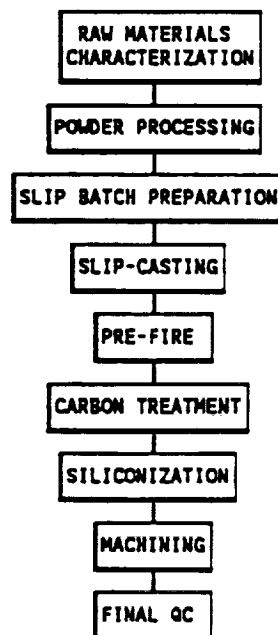 RAW MATERIALS
CHARACTERIZATION
POWDER PROCESSING
SLIP BATCH PREPARATION
SLIP-CASTING
PRE-FIRE
CARBON TREATMENT
SILICONIZATION
MACHINING
FINAL QC